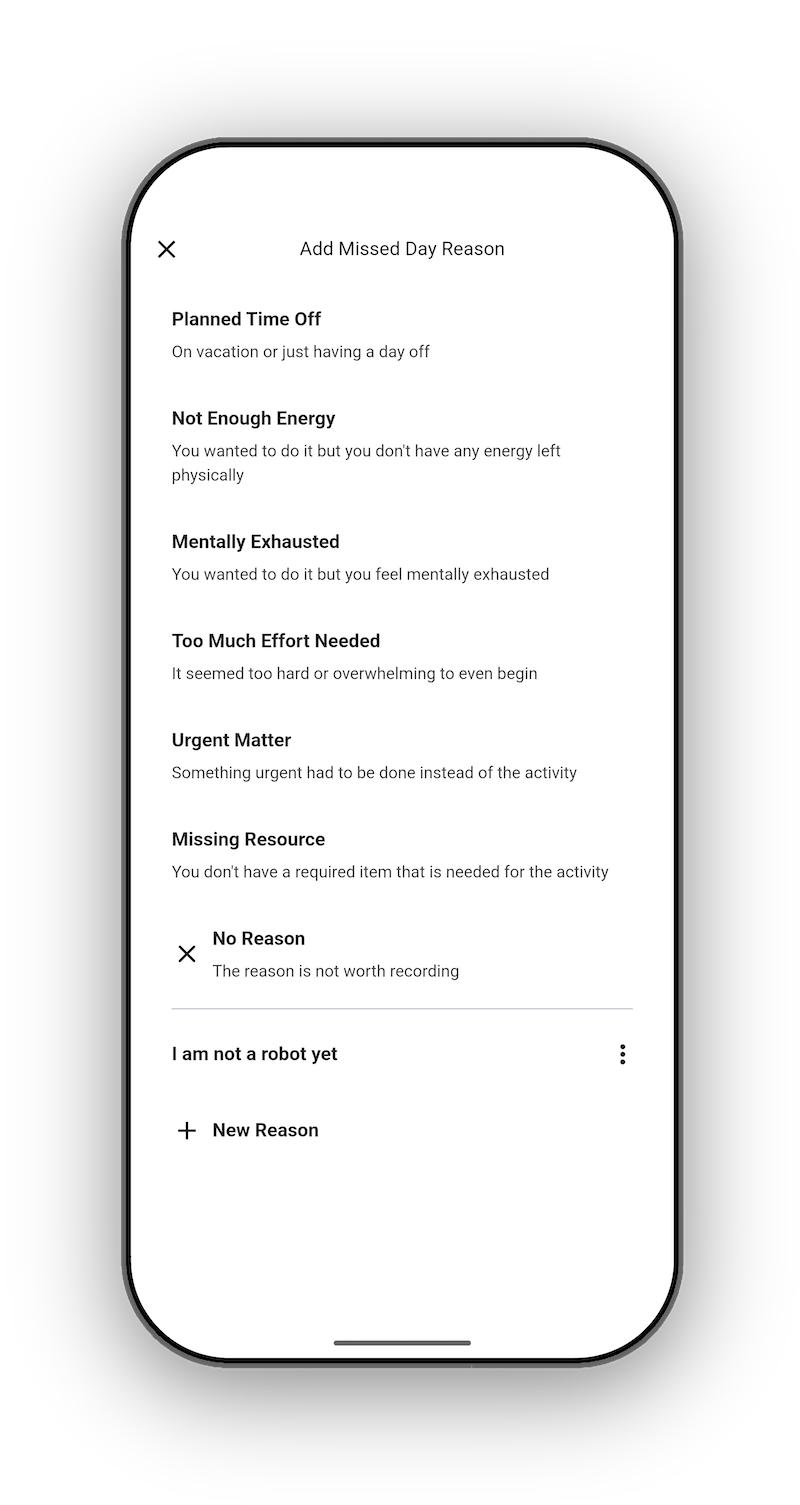 Add Missed Day Reason
Planned Time Off
On vacation or just having a day off
Not Enough Energy
You wanted to do it but you don't have any energy left
physically
Mentally Exhausted
You wanted to do it but you feel mentally exhausted
Too Much Effort Needed
It seemed too hard or overwhelming to even begin
Urgent Matter
Something urgent had to be done instead of the activity
Missing Resource
You don't have a required item that is needed for the activity
No Reason
The reason is not worth recording
I am not a robot yet
New Reason